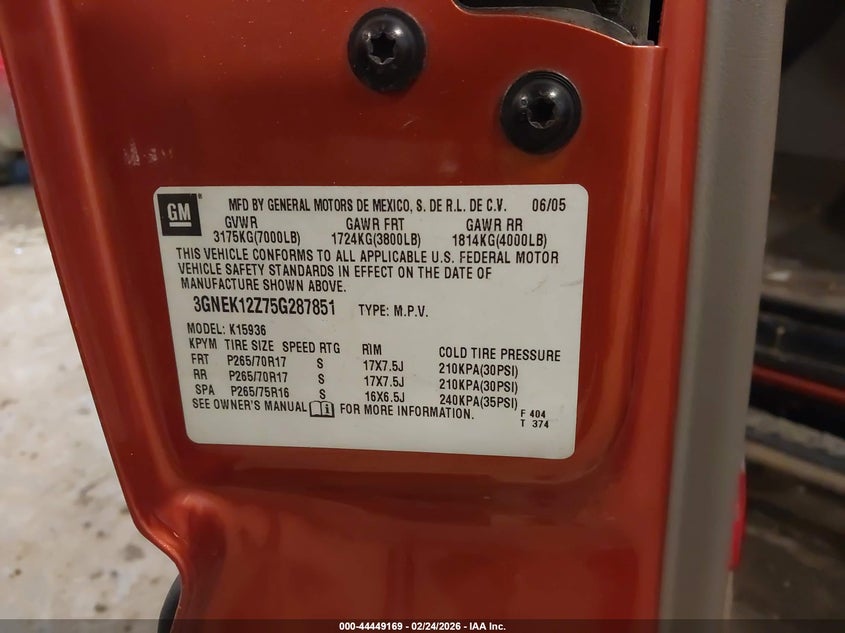 GM ® MFD BY GENERAL MOTORS DE MEXICO, S. DE R.L. DE C.V. 06/05
GVWR GAWR FRT GAWR RR
3175KG(7000LB) 1724KG(3800LB) 1814KG(4000LB)
THIS VEHICLE CONFORMS TO ALL APPLICABLE U.S. FEDERAL MOTOR
VEHICLE SAFETY STANDARDS IN EFFECT ON THE DATE OF
MANUFACTURE SHOWN ABOVE.
3GNEK12Z75G287851 TYPE: M.P.V.
MODEL: K15936
KPYM TIRE SIZE SPEED RTG RIM COLD TIRE PRESSURE
FRT P265/70R17 S 17X7.5J 210KPA(30PSI)
RR P265/70R17 S 17X7.5J 210KPA(30PSI)
SPA P265/75R16 S 16X6.5J 240KPA(35PSI)
SEE OWNER'S MANUAL FOR MORE INFORMATION. F 404
T 374
000-44449169 - 02/24/2026 - IAA Inc.